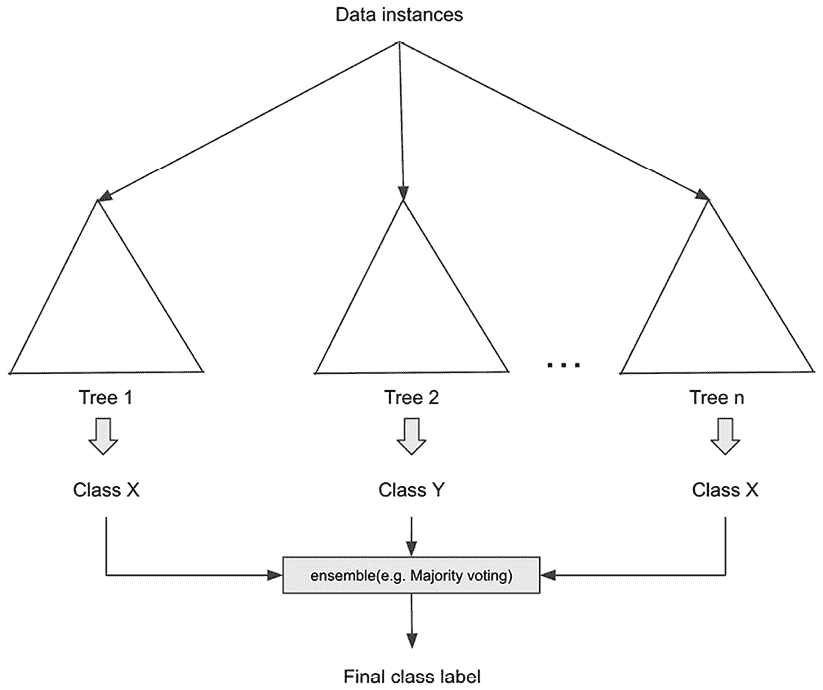 Data instances
...
Tree 1
Tree 2
Tree n
Class X
Class Y
Class X
ensemble(e.g. Majority voting)
Final class label